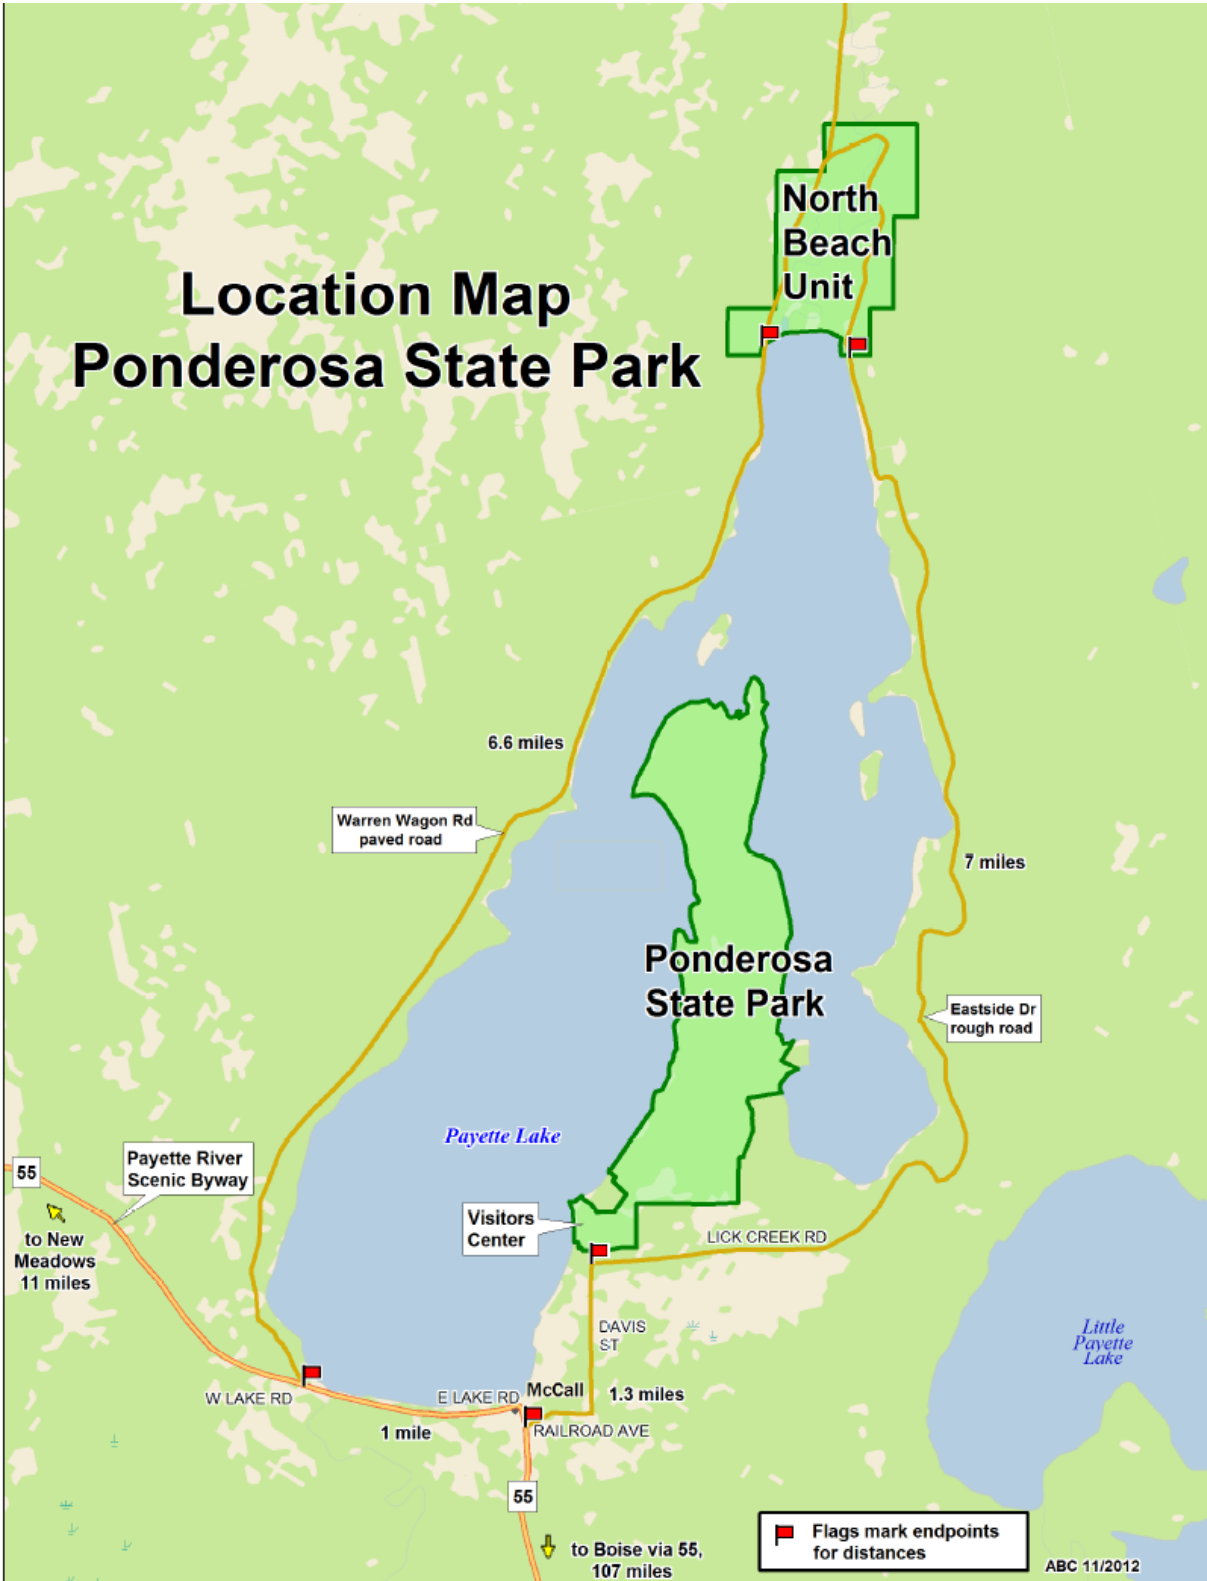 North
Beach
Unit
Location Map
Ponderosa State Park
6.6 miles
Warren Wagon Rd
paved road
7 miles
Ponderosa
State Park
Eastside Dr
rough road
Payette Lake
55
Payette River
Scenic Byway
to New
Meadows
11 miles
Visitors
Center
LICK CREEK RD
DAVIS
ST
Little
Payette
Lake
W LAKE RD
E LAKE RD
McCall
1.3 miles
1 mile
RAILROAD AVE
55
to Boise via 55,
107 miles
Flags mark endpoints
for distances
ABC 11/2012